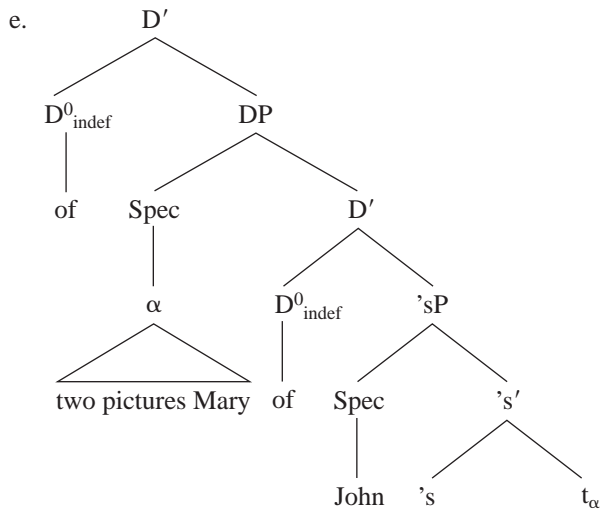 e. D′
D⁰indef DP
of Spec D′
α D⁰indef ’sP
two pictures Mary of Spec ’s′
John ’s tα